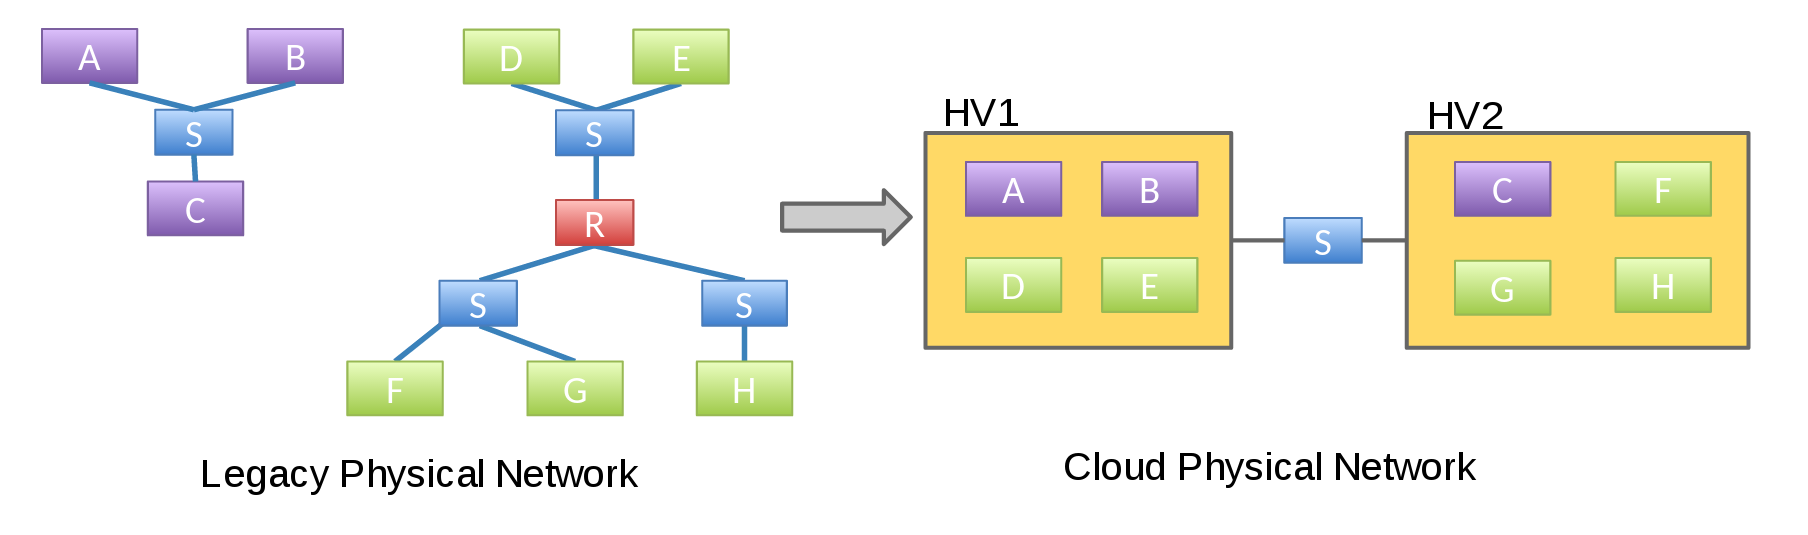 A
B
S
C
D
E
S
R
S
S
F
G
H
Legacy Physical Network
HV1
A
B
D
E
S
HV2
C
F
G
H
Cloud Physical Network